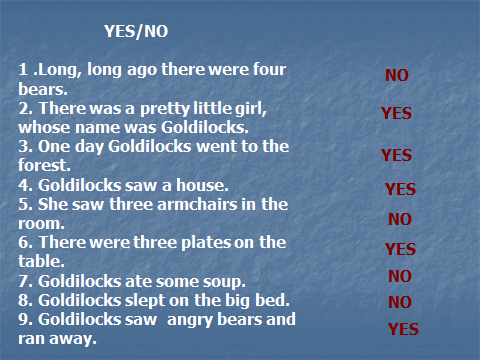 YES/NO
1 .Long, long ago there were four
bears.
NO
2. There was a pretty little girl,
whose name was Goldilocks.
YES
3. One day Goldilocks went to the
forest.
YES
4. Goldilocks saw a house.
YES
5. She saw three armchairs in the
room.
NO
6. There were three plates on the
table.
YES
7. Goldilocks ate some soup.
NO
8. Goldilocks slept on the big bed.
NO
9. Goldilocks saw  angry bears and
ran away.
YES